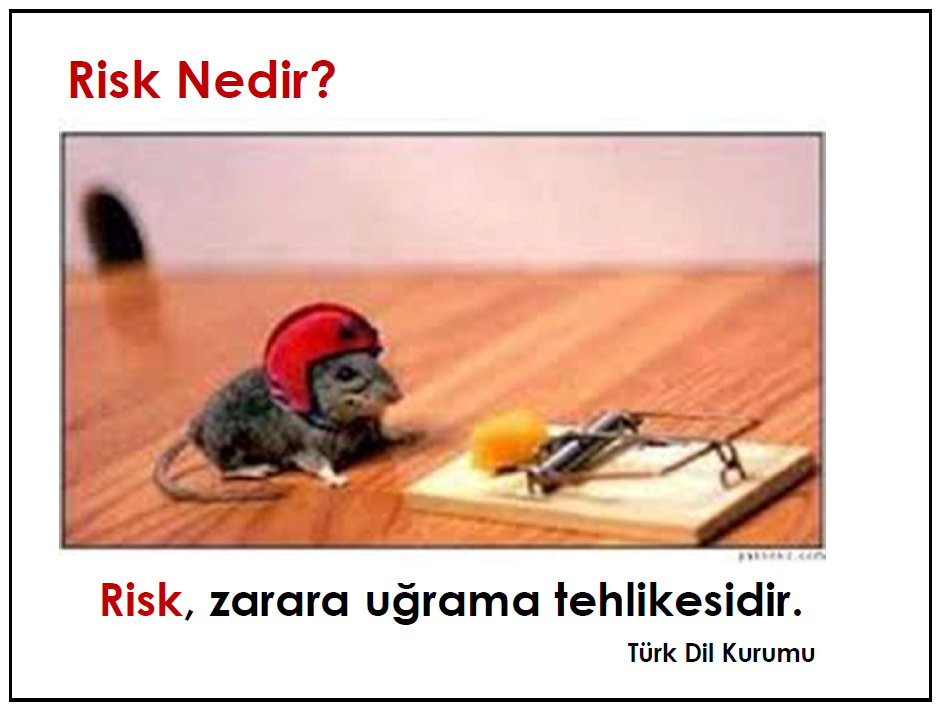 Risk Nedir?
Risk, zarara uğrama tehlikesidir.
Türk Dil Kurumu